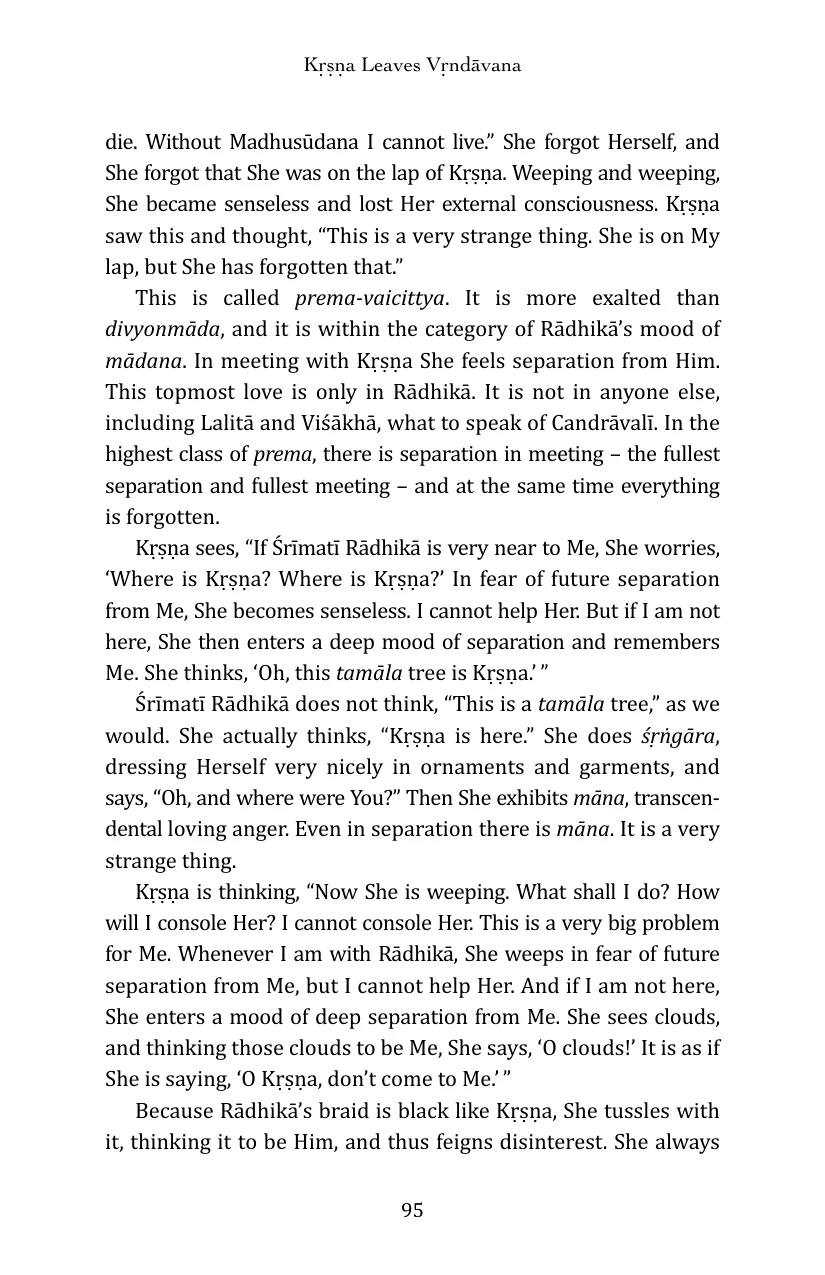 Kṛṣṇa Leaves Vṛndāvana
die. Without Madhusūdana I cannot live.” She forgot Herself, and
She forgot that She was on the lap of Kṛṣṇa. Weeping and weeping,
She became senseless and lost Her external consciousness. Kṛṣṇa
saw this and thought, “This is a very strange thing. She is on My
lap, but She has forgotten that.”
This is called prema-vaicittya. It is more exalted than
divyonmāda, and it is within the category of Rādhikā’s mood of
mādana. In meeting with Kṛṣṇa She feels separation from Him.
This topmost love is only in Rādhikā. It is not in anyone else,
including Lalitā and Viśākhā, what to speak of Candrāvalī. In the
highest class of prema, there is separation in meeting – the fullest
separation and fullest meeting – and at the same time everything
is forgotten.
Kṛṣṇa sees, “If Śrīmatī Rādhikā is very near to Me, She worries,
‘Where is Kṛṣṇa? Where is Kṛṣṇa?’ In fear of future separation
from Me, She becomes senseless. I cannot help Her. But if I am not
here, She then enters a deep mood of separation and remembers
Me. She thinks, ‘Oh, this tamāla tree is Kṛṣṇa.’ ”
Śrīmatī Rādhikā does not think, “This is a tamāla tree,” as we
would. She actually thinks, “Kṛṣṇa is here.” She does śṛṅgāra,
dressing Herself very nicely in ornaments and garments, and
says, “Oh, and where were You?” Then She exhibits māna, transcen-
dental loving anger. Even in separation there is māna. It is a very
strange thing.
Kṛṣṇa is thinking, “Now She is weeping. What shall I do? How
will I console Her? I cannot console Her. This is a very big problem
for Me. Whenever I am with Rādhikā, She weeps in fear of future
separation from Me, but I cannot help Her. And if I am not here,
She enters a mood of deep separation from Me. She sees clouds,
and thinking those clouds to be Me, She says, ‘O clouds!’ It is as if
She is saying, ‘O Kṛṣṇa, don’t come to Me.’ ”
Because Rādhikā’s braid is black like Kṛṣṇa, She tussles with
it, thinking it to be Him, and thus feigns disinterest. She always
95